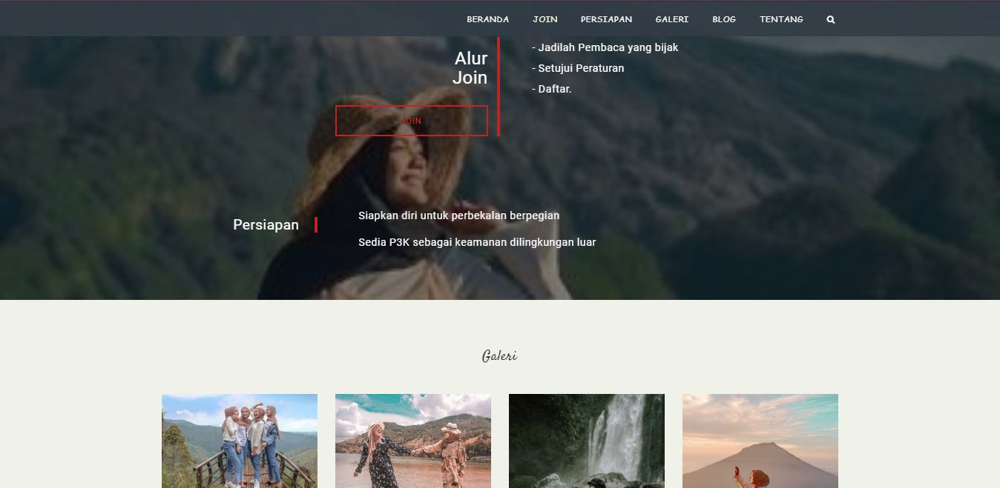 BERANDA JOIN PERSIAPAN GALERI BLOG TENTANG
Alur
Join
JOIN
- Jadilah Pembaca yang bijak
- Setujui Peraturan
- Daftar.
Persiapan
Siapkan diri untuk perbekalan berpegian
Sedia P3K sebagai keamanan dilingkungan luar
Galeri